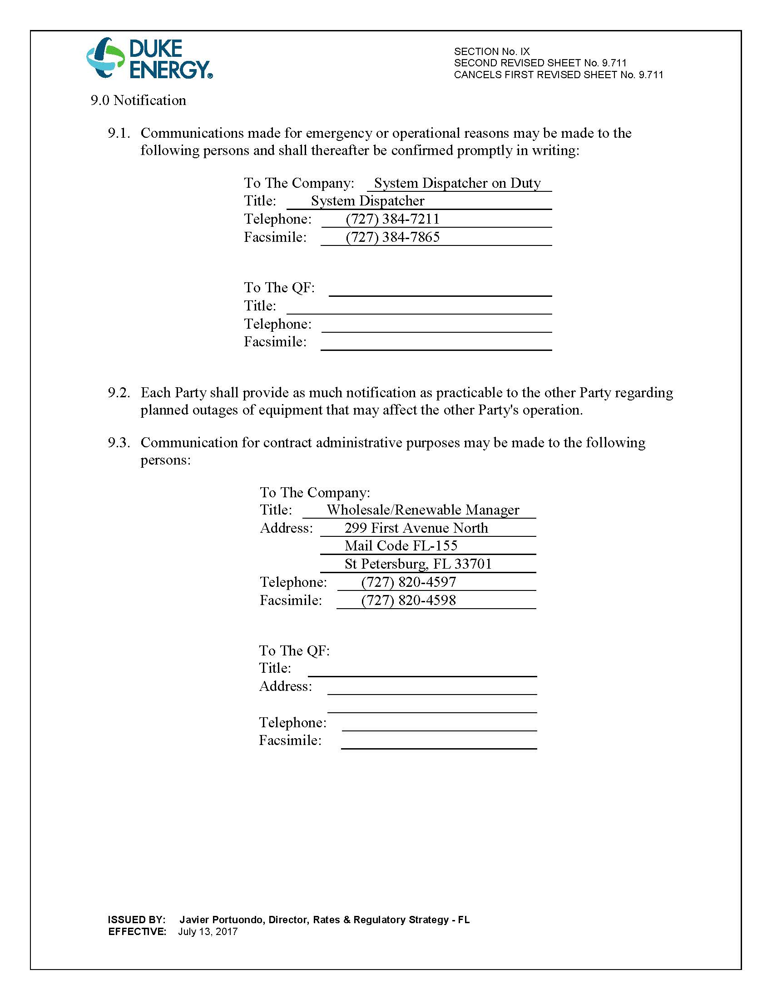 DUKE
ENERGY®
SECTION No. IX
SECOND REVISED SHEET No. 9.711
CANCELS FIRST REVISED SHEET No. 9.711
9.0 Notification
9.1. Communications made for emergency or operational reasons may be made to the
following persons and shall thereafter be confirmed promptly in writing:
To The Company: System Dispatcher on Duty
Title: System Dispatcher
Telephone: (727) 384-7211
Facsimile: (727) 384-7865
To The QF:
Title:
Telephone:
Facsimile:
9.2. Each Party shall provide as much notification as practicable to the other Party regarding
planned outages of equipment that may affect the other Party's operation.
9.3. Communication for contract administrative purposes may be made to the following
persons:
To The Company:
Title: Wholesale/Renewable Manager
Address: 299 First Avenue North
Mail Code FL-155
St Petersburg, FL 33701
Telephone: (727) 820-4597
Facsimile: (727) 820-4598
To The QF:
Title:
Address:
Telephone:
Facsimile:
ISSUED BY: Javier Portuondo, Director, Rates & Regulatory Strategy - FL
EFFECTIVE: July 13, 2017